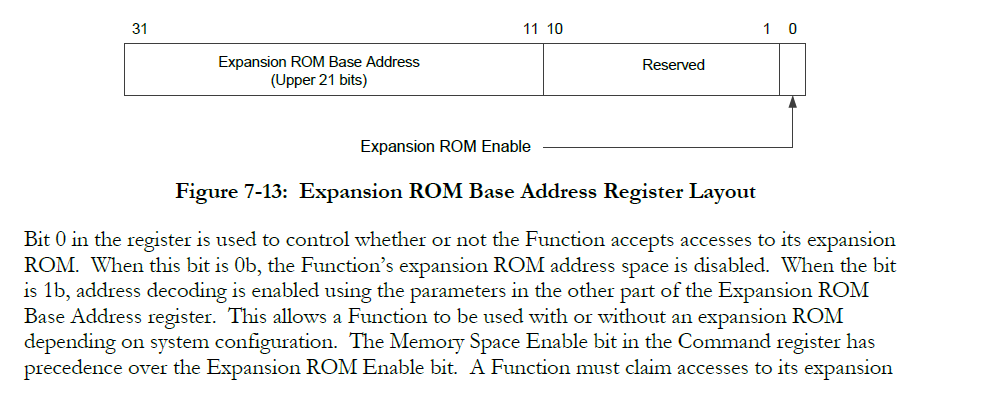 31 11 10 1 0
Expansion ROM Base Address
(Upper 21 bits)
Reserved
Expansion ROM Enable
Figure 7-13: Expansion ROM Base Address Register Layout
Bit 0 in the register is used to control whether or not the Function accepts accesses to its expansion
ROM. When this bit is 0b, the Function's expansion ROM address space is disabled. When the bit
is 1b, address decoding is enabled using the parameters in the other part of the Expansion ROM
Base Address register. This allows a Function to be used with or without an expansion ROM
depending on system configuration. The Memory Space Enable bit in the Command register has
precedence over the Expansion ROM Enable bit. A Function must claim accesses to its expansion